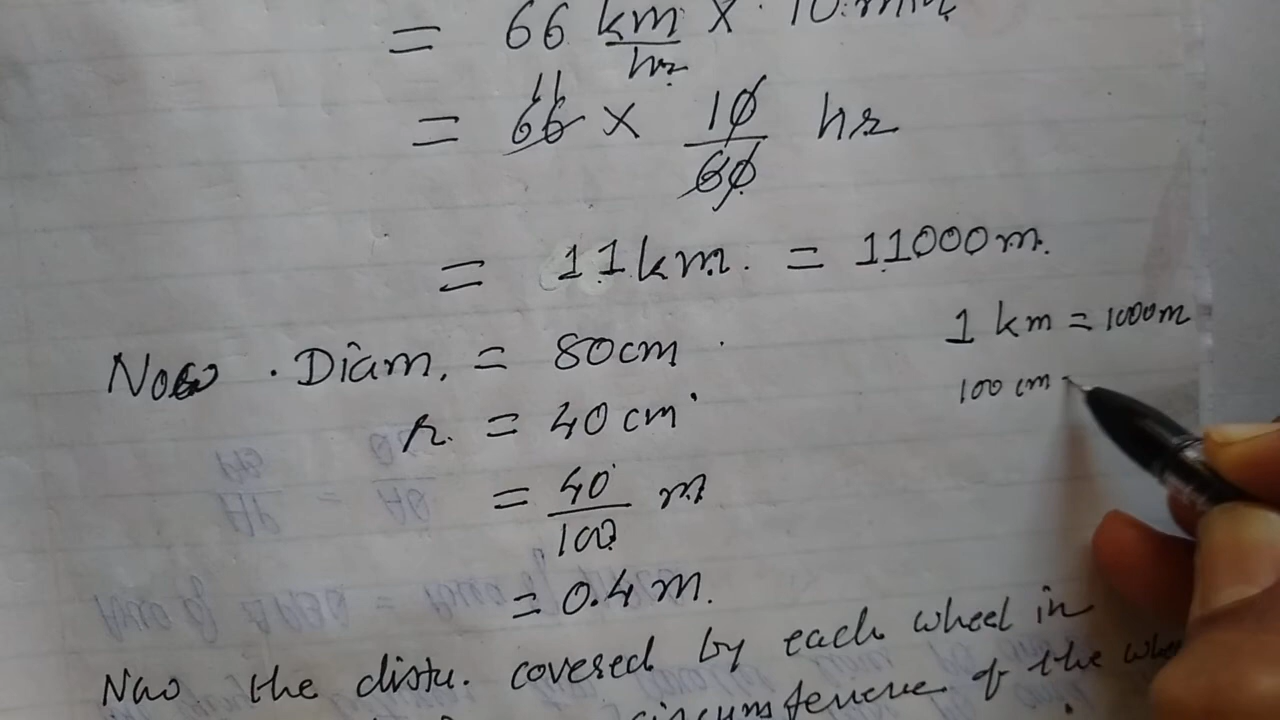 = 66 km/hr × 10 min
= 66 11 × 10/60 hr
= 11 km. = 11000 m.
1 km = 1000 m
Now . Diam. = 80 cm
100 cm =
r. = 40 cm
= 40/100 m
= 0.4 m.
Now the distn. covered by each wheel in
circumference of the